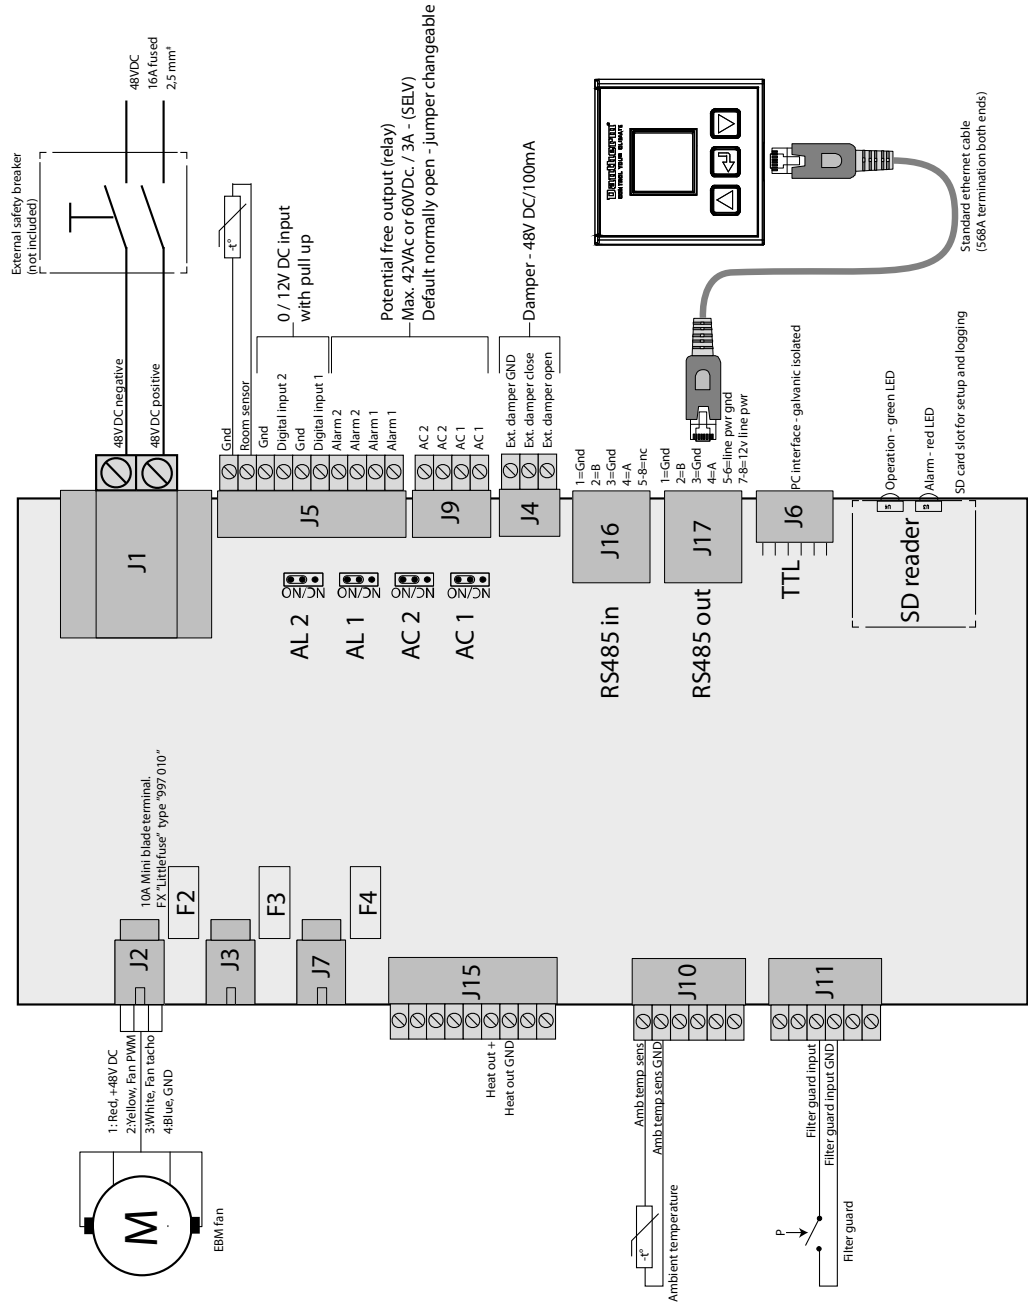 External safety breaker
(not included)
48VDC
16A fused
2,5 mm²
48V DC negative
48V DC positive
J1
Gnd
Room sensor
Gnd
Digital input 2
Gnd
Digital input 1
Alarm 2
Alarm 2
Alarm 1
Alarm 1
-t°
0 / 12V DC input
with pull up
Potential free output (relay)
Max. 42VAc or 60VDc. / 3A - (SELV)
Default normally open - jumper changeable
J5
AC 2
AC 2
AC 1
AC 1
J9
Ext. damper GND
Ext. damper close
Ext. damper open
Damper - 48V DC/100mA
J4
NC/NO
AL 2
NC/NO
AL 1
NC/NO
AC 2
NC/NO
AC 1
1=Gnd
2=B
3=Gnd
4=A
5-8=nc
J16
RS485 in
1=Gnd
2=B
3=Gnd
4=A
5-6=line pwr gnd
7-8=12v line pwr
J17
RS485 out
Dantherm®
CONTROL YOUR CLIMATE
Standard ethernet cable
(568A termination both ends)
PC interface - galvanic isolated
J6
TTL
Operation - green LED
Alarm - red LED
SD card slot for setup and logging
SD reader
10A Mini blade terminal.
FX "Littlefuse" type "997 010"
F2
J2
F3
J3
F4
J7
1: Red, +48V DC
2:Yellow, Fan PWM
3:White, Fan tacho
4:Blue, GND
M
EBM fan
J15
Heat out +
Heat out GND
J10
Amb temp sens
Amb temp sens GND
-t°
Ambient temperature
J11
Filter guard input
Filter guard input GND
P
Filter guard